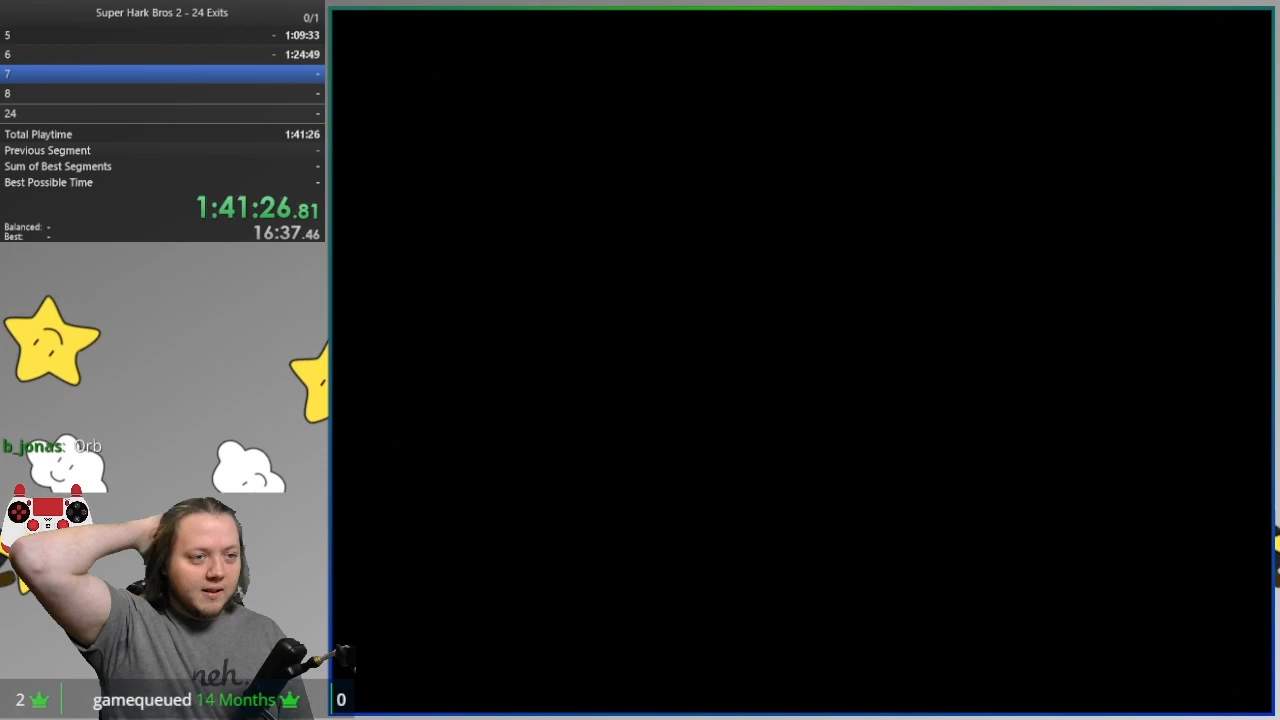 Super Hark Bros 2 - 24 Exits
0/1
5 - 1:09:33
6 - 1:24:49
7 -
8 -
24 -
Total Playtime 1:41:26
Previous Segment -
Sum of Best Segments -
Best Possible Time -
1:41:26.81
Balanced: -
Best: -
16:37.46
b_jonas: Orb
neh.
2 gamequeued 14 Months 0